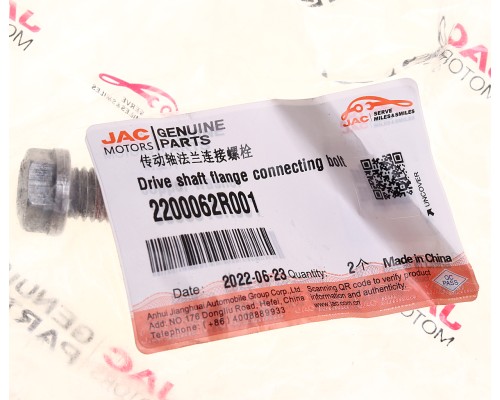 JAC MOTORS
GENUINE PARTS
JAC SERVE MILES&SMILES
传动轴法兰连接螺栓
Drive shaft flange connecting bolt
2200062R001
UNCOVER
Date: 2022-06-23 Quantity: 2个 Made in China
Anhui Jianghuai Automobile Group Corp.,Ltd.
Add: NO.176 Dongliu Road, Hefei, China
Telephone: (+86) 4008889933
Scanning QR code to verify product
information and authenticity.
www.jac.com.cn
QC PASS
JAC
MOTORS
GENUINE
PARTS